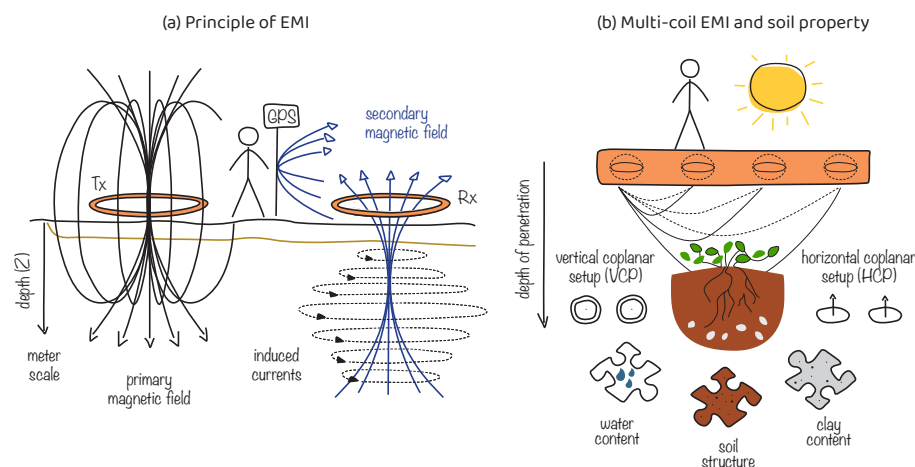 (a) Principle of EMI
(b) Multi-coil EMI and soil property
GPS
secondary
magnetic field
Tx
Rx
depth (Z)
meter
scale
primary
magnetic field
induced
currents
depth of penetration
vertical coplanar
setup (VCP)
horizontal coplanar
setup (HCP)
water
content
soil
structure
clay
content